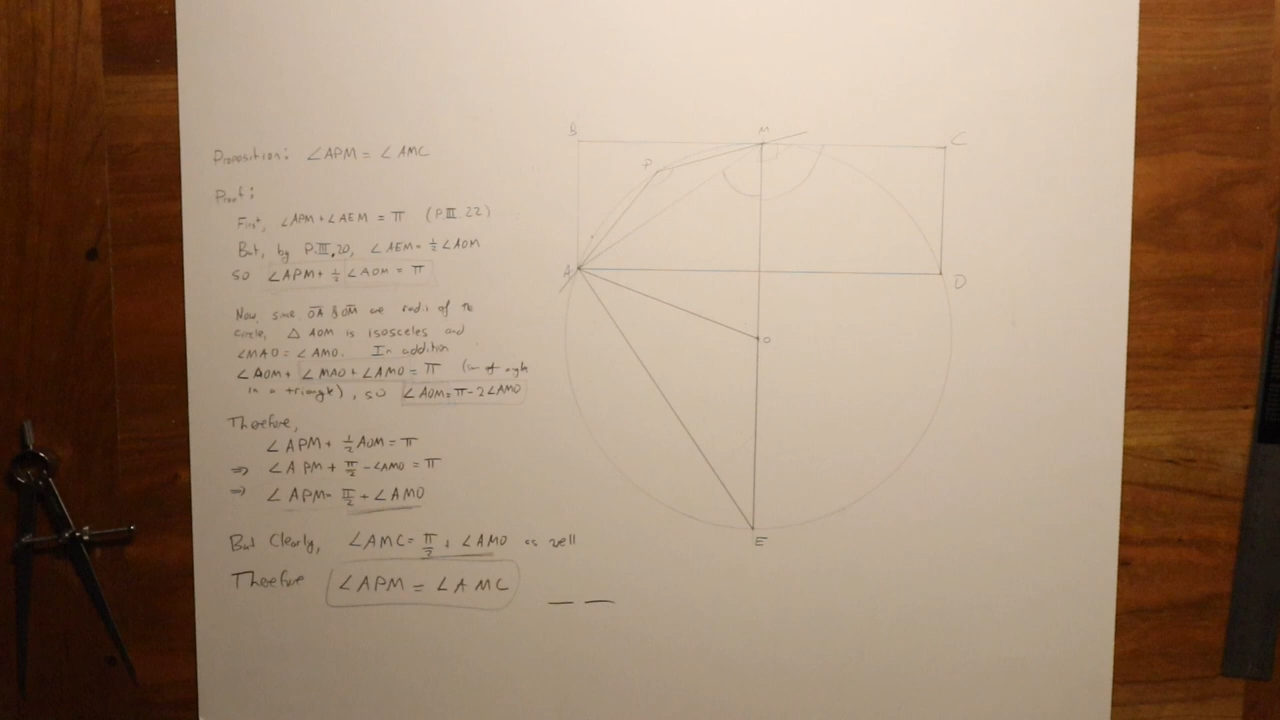 Proposition: ∠APM = ∠AMC
Proof:
First, ∠APM + ∠AEM = π (P.III.22)
But, by P.III.20, ∠AEM = 1/2 ∠AOM
so ∠APM + 1/2 ∠AOM = π
Now, since OA & OM are radii of the
circle, △ AOM is isosceles and
∠MAO = ∠AMO. In addition
∠AOM + ∠MAO + ∠AMO = π (sum of angles
in a triangle), so ∠AOM = π - 2∠AMO
Therefore,
∠APM + 1/2 AOM = π
⇒ ∠APM + π/2 - ∠AMO = π
⇒ ∠APM = π/2 + ∠AMO
But Clearly, ∠AMC = π/2 + ∠AMO as well
Therefore ∠APM = ∠AMC
B
M
C
P
A
D
O
E